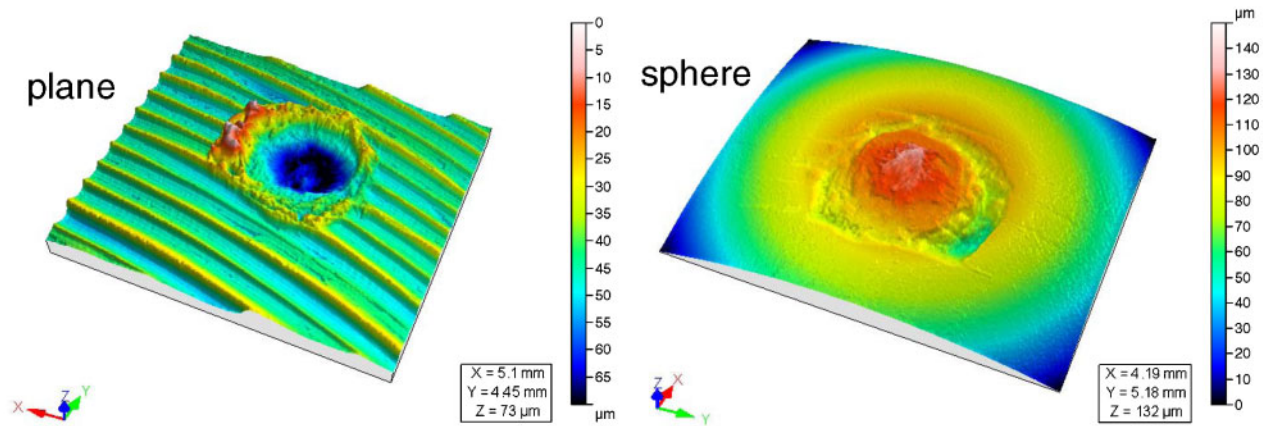 plane
0
5
10
15
20
25
30
35
40
45
50
55
60
65
µm
X = 5.1 mm
Y = 4.45 mm
Z = 73 µm
X
Z
Y
sphere
µm
140
130
120
110
100
90
80
70
60
50
40
30
20
10
0
X = 4.19 mm
Y = 5.18 mm
Z = 132 µm
Z
X
Y